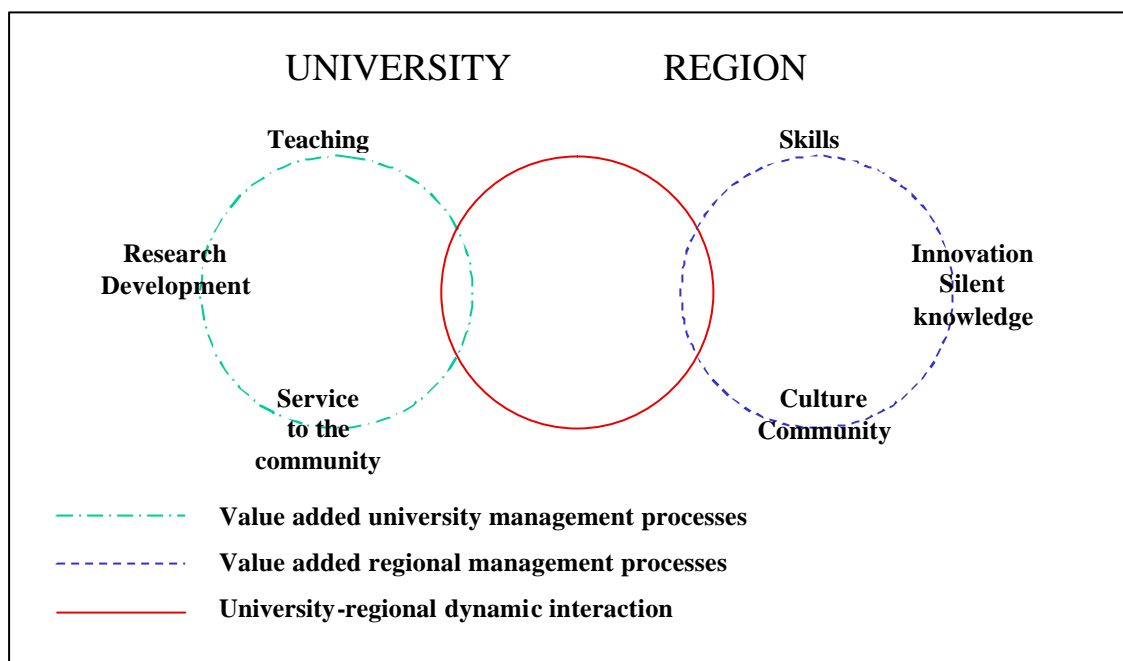 UNIVERSITY REGION
Teaching
Skills
Research
Development
Innovation
Silent
knowledge
Service
to the
community
Culture
Community
Value added university management processes
Value added regional management processes
University-regional dynamic interaction